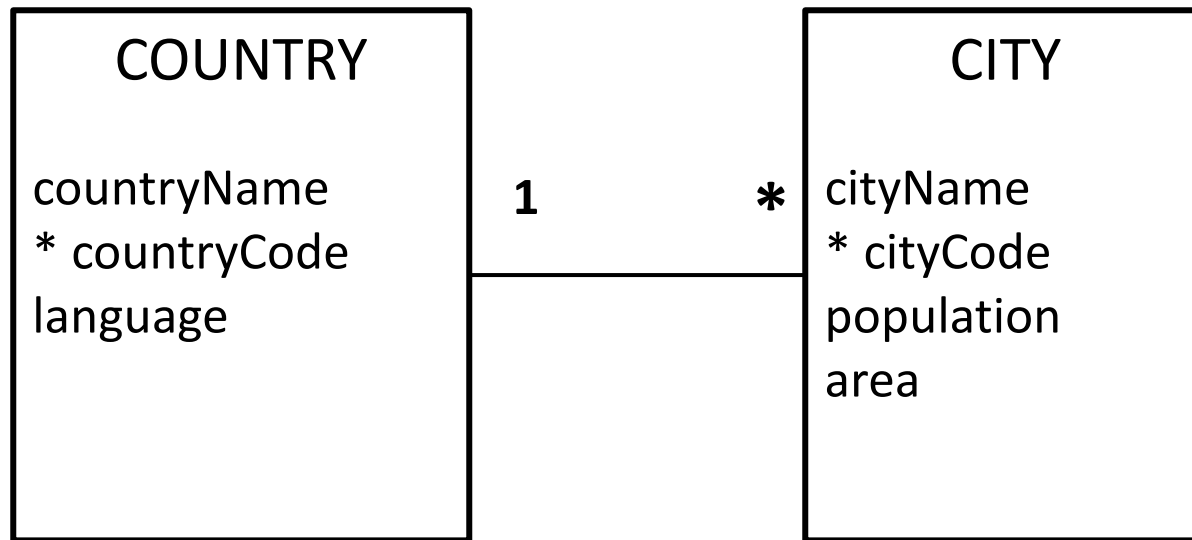 COUNTRY
countryName
* countryCode
language
1
*
CITY
cityName
* cityCode
population
area